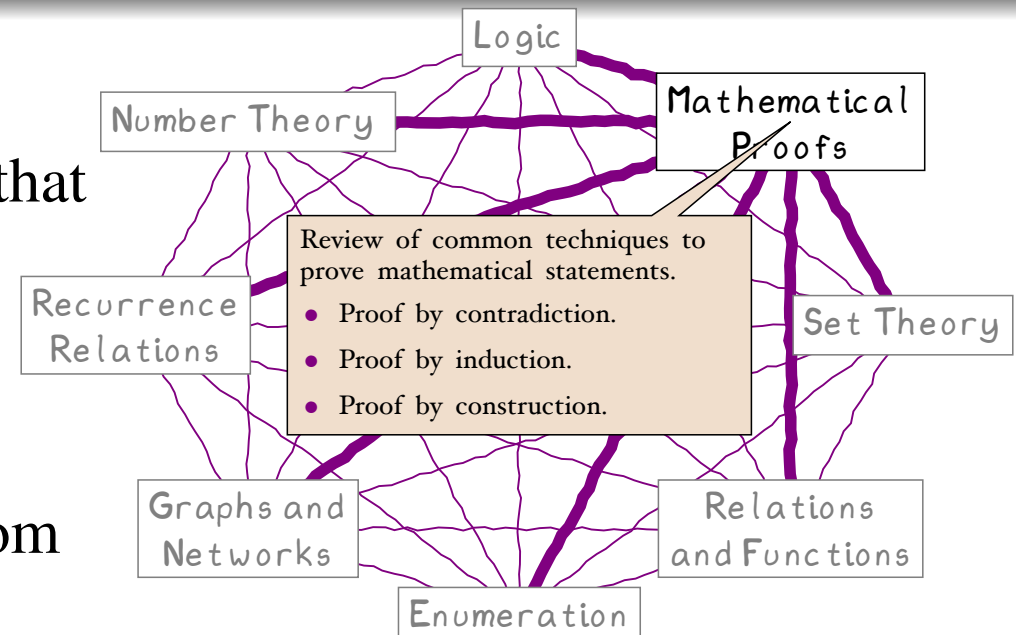 Logic
Mathematical
Proofs
Number Theory
that
Review of common techniques to
prove mathematical statements.
• Proof by contradiction.
• Proof by induction.
• Proof by construction.
Recurrence
Relations
Set Theory
Graphs and
Networks
Relations
and Functions
om
Enumeration